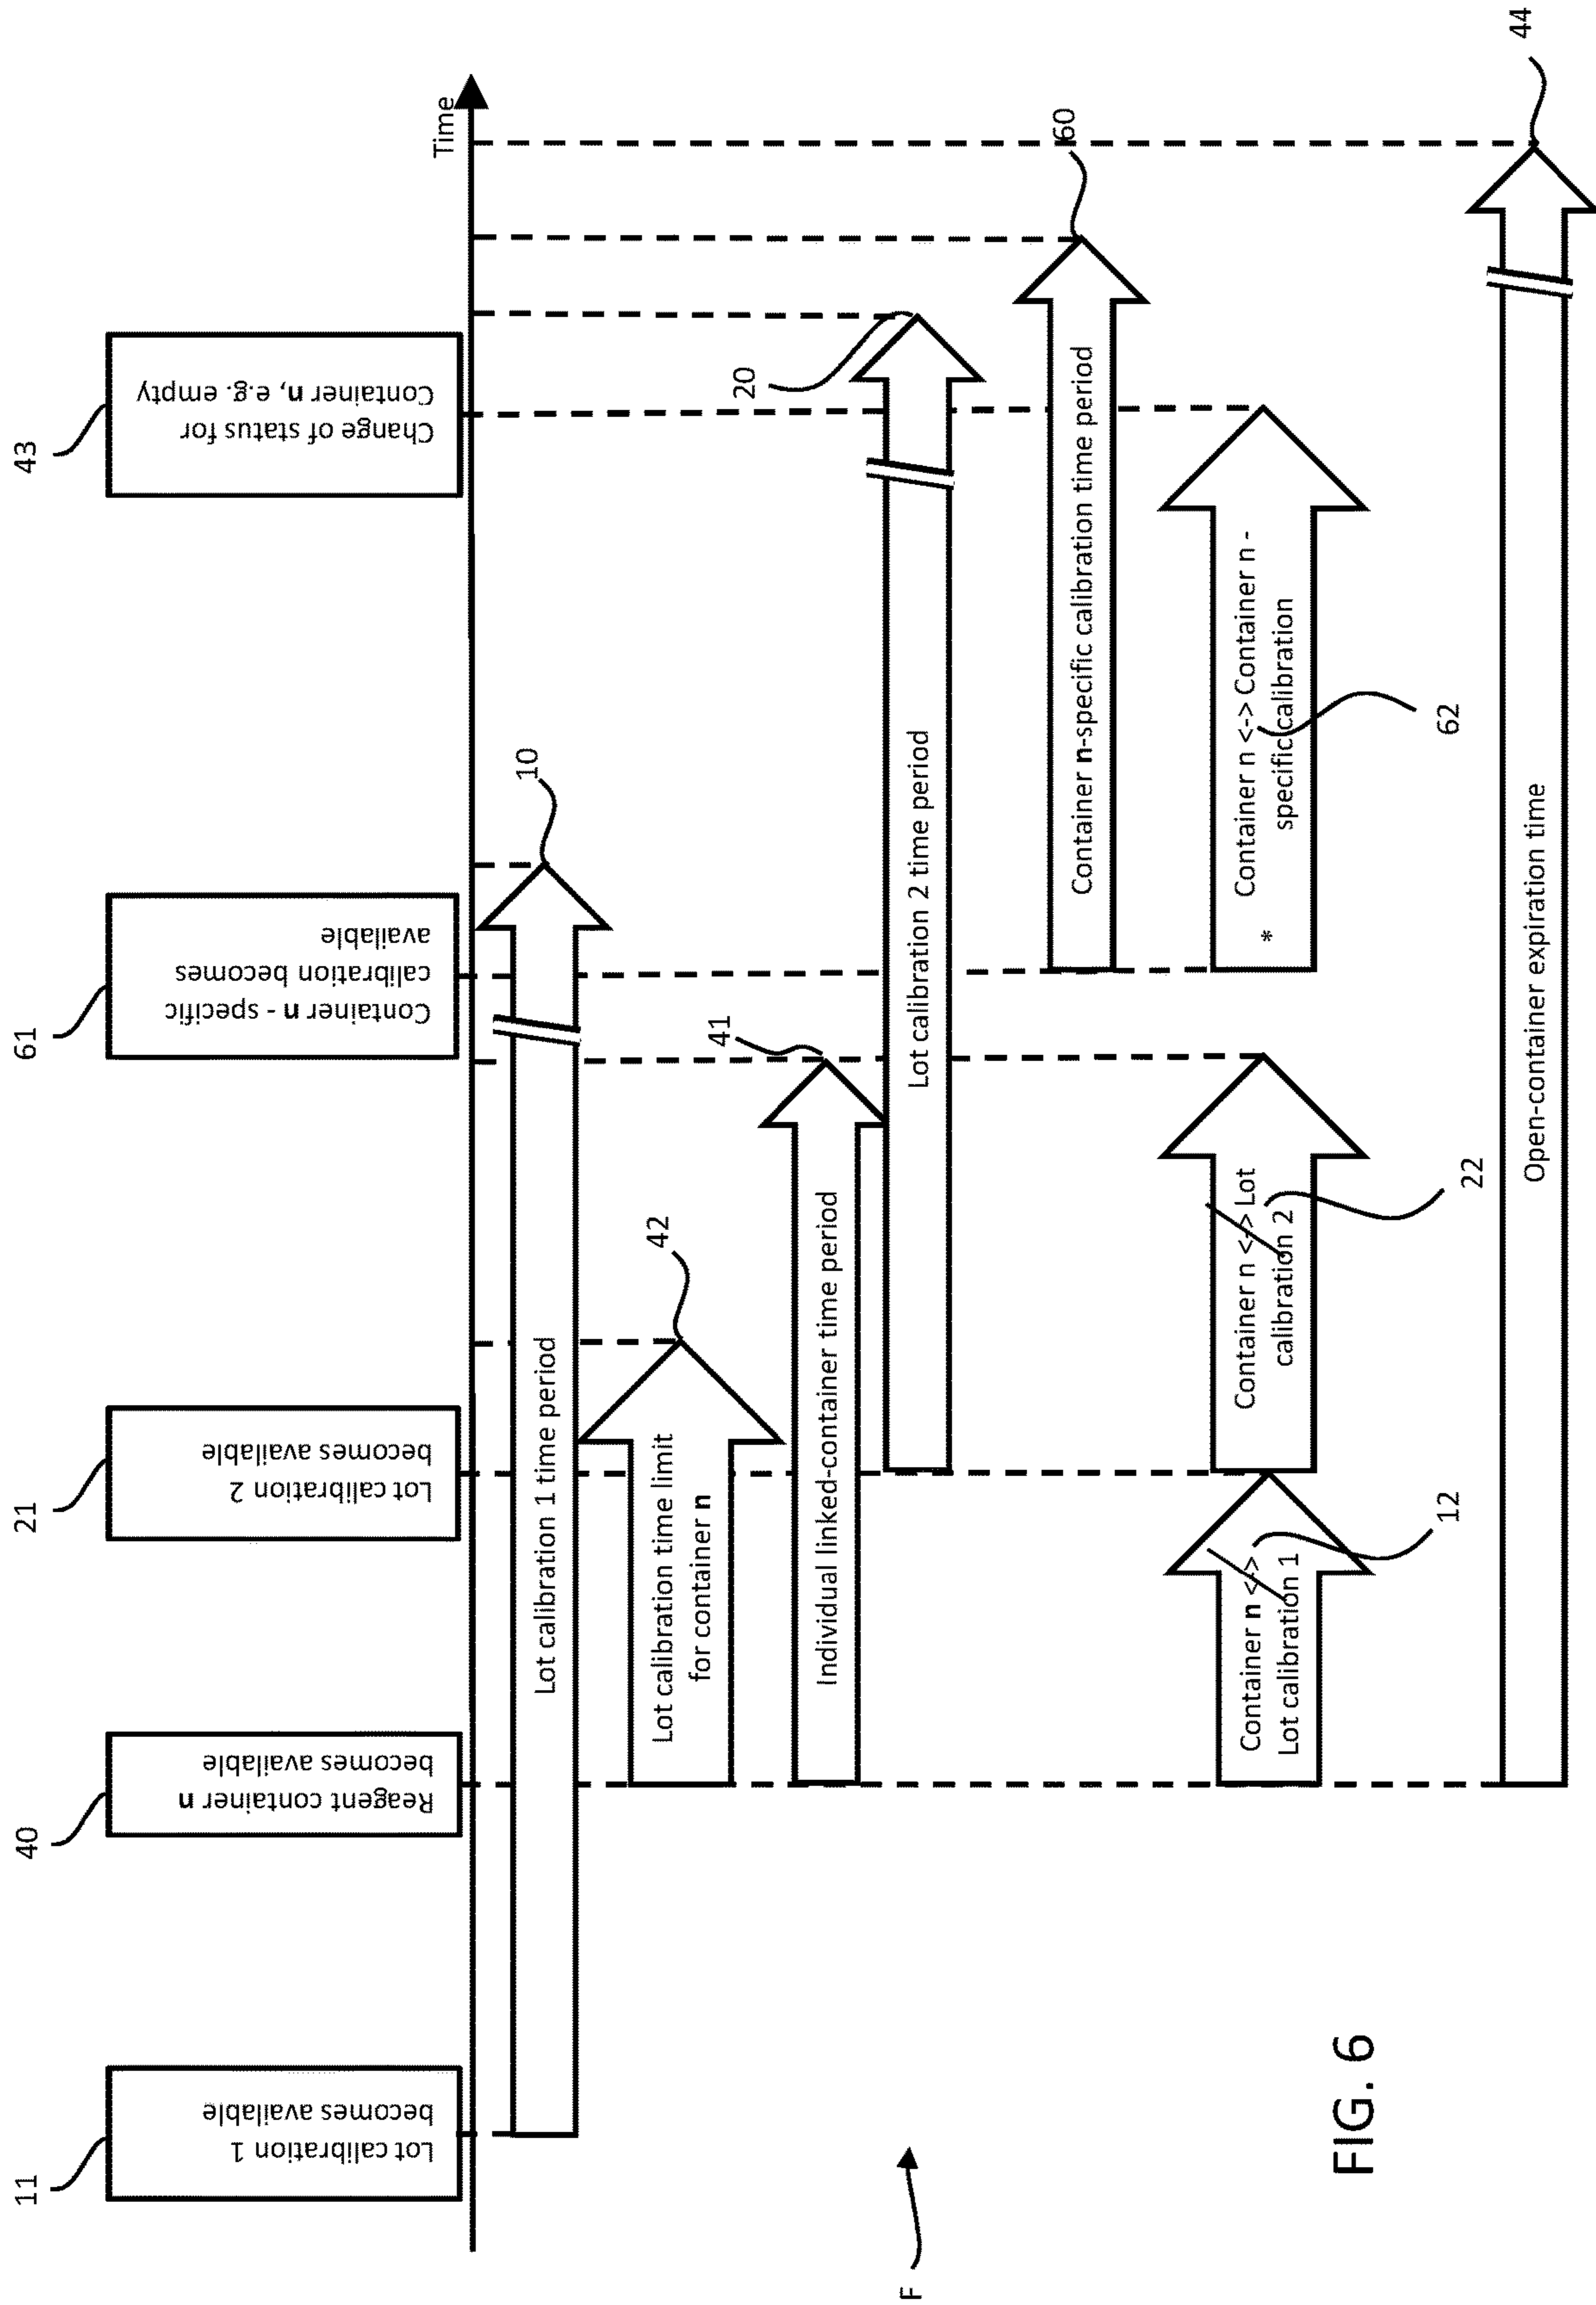 11
40
21
61
43
Lot calibration 1
becomes available
Reagent container n
becomes available
Lot calibration 2
becomes available
Container n - specific
calibration becomes
available
Change of status for
Container n, e.g. empty
Time
Lot calibration 1 time period
10
Lot calibration time limit
for container n
42
Individual linked-container time period
41
Lot calibration 2 time period
20
Container n-specific calibration time period
60
Container n <->
Lot calibration 1
12
Container n <-> Lot
calibration 2
22
*
Container n <-> Container n -
specific calibration
62
Open-container expiration time
44
F
FIG. 6